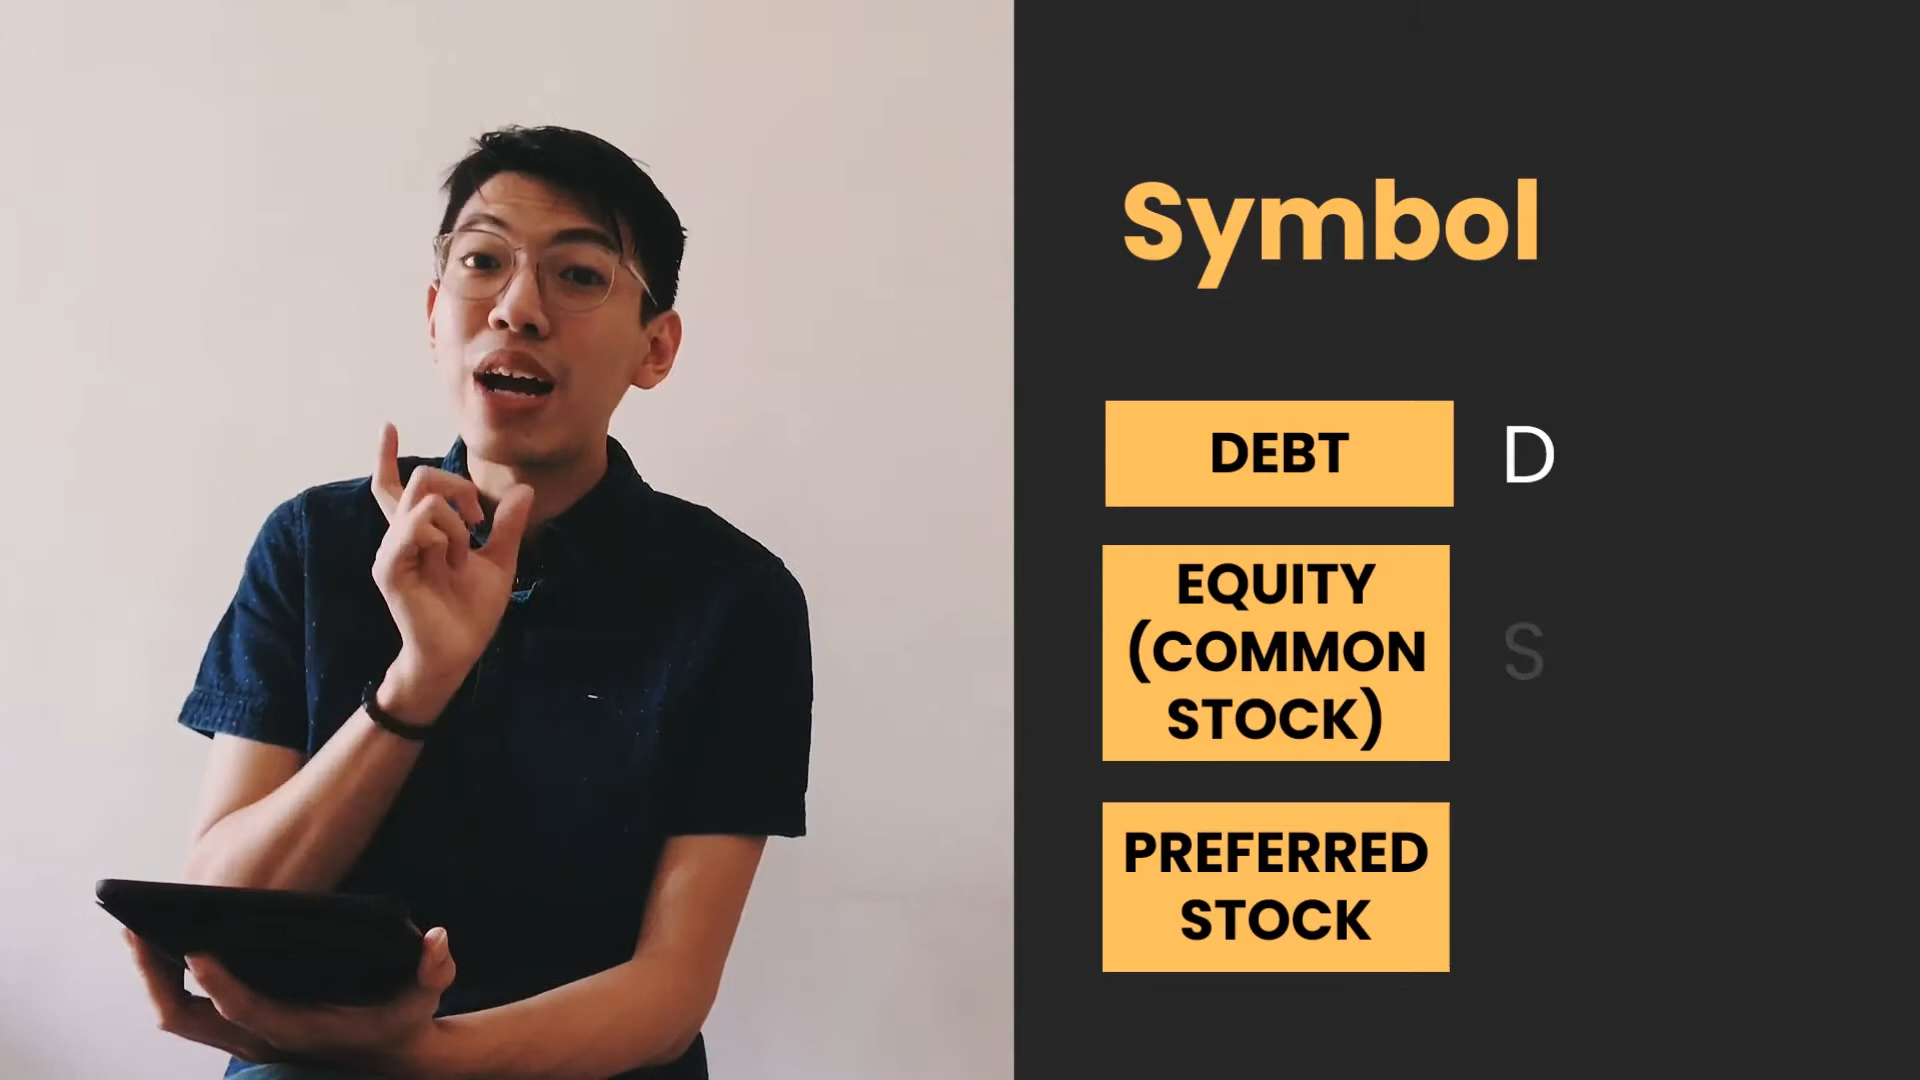 Symbol
DEBT D
EQUITY
(COMMON S
STOCK)
PREFERRED
STOCK